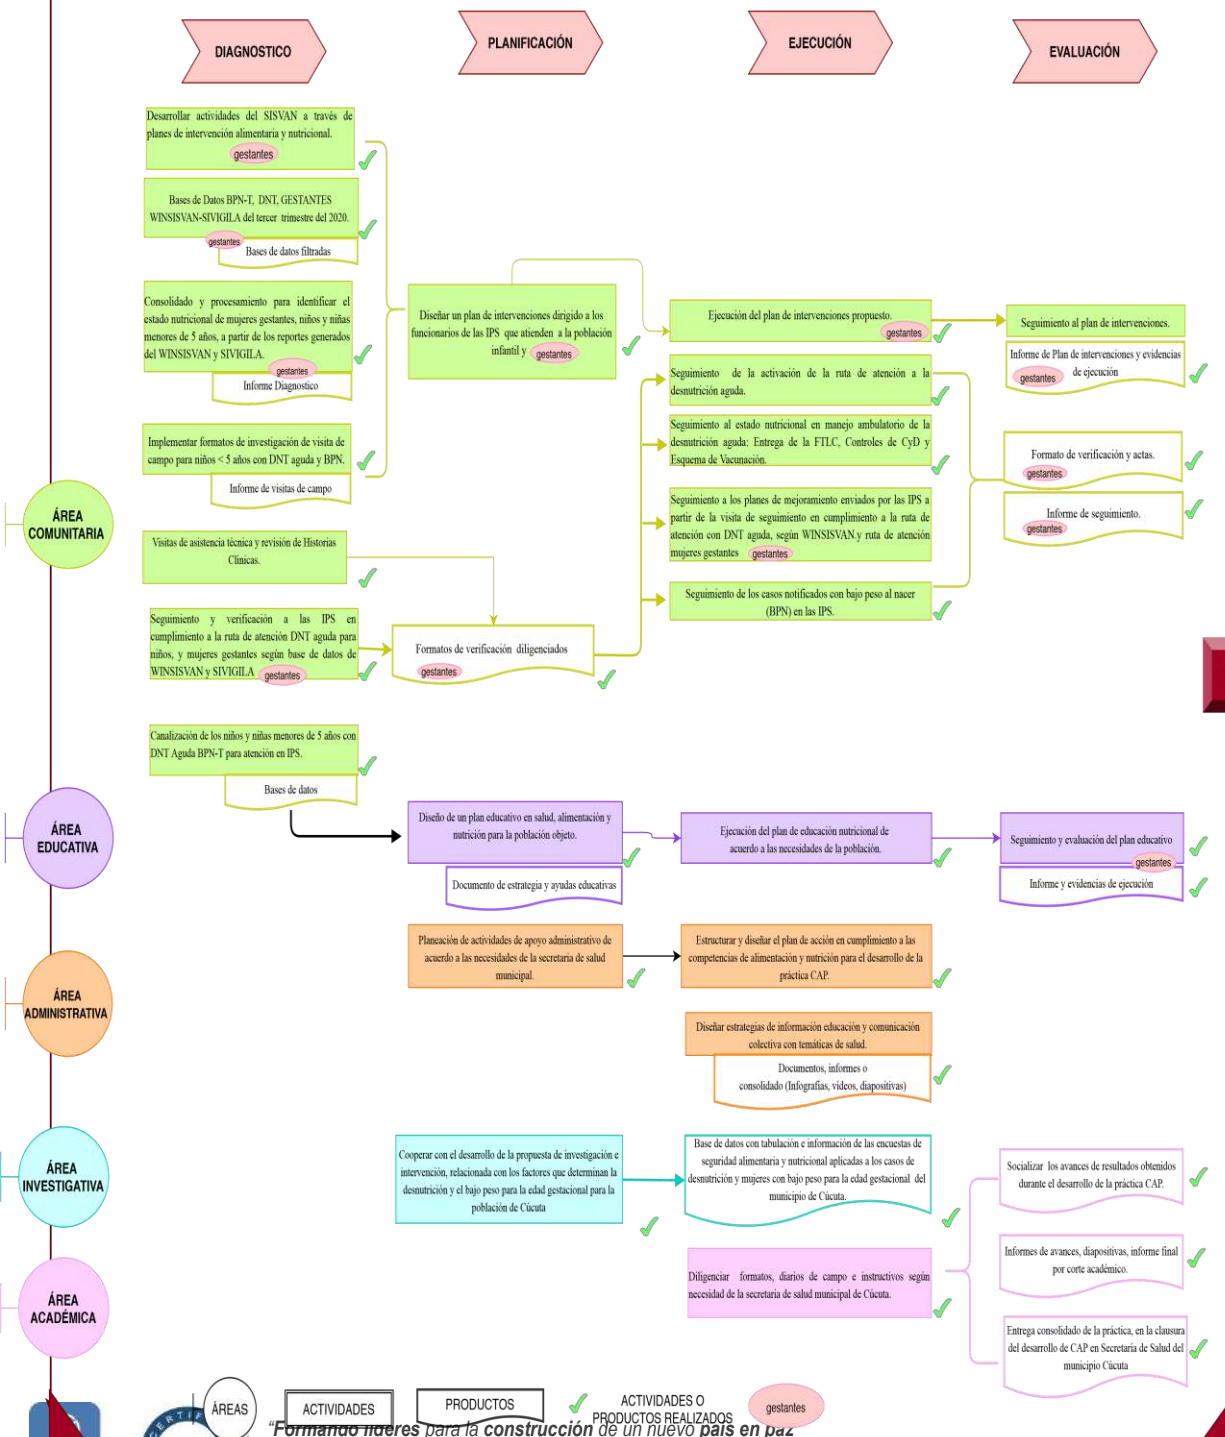 DIAGNOSTICO
PLANIFICACIÓN
EJECUCIÓN
EVALUACIÓN
Desarrollar actividades del SISVAN a través de
planes de intervención alimentaria y nutricional.
gestantes
Bases de Datos BPN-T, DNT, GESTANTES
WINSISVAN-SIVIGILA del tercer trimestre del 2020.
gestantes
Bases de datos filtradas
Consolidado y procesamiento para identificar el
estado nutricional de mujeres gestantes, niños y niñas
menores de 5 años, a partir de los reportes generados
del WINSISVAN y SIVIGILA.
gestantes
Informe Diagnostico
Implementar formatos de investigación de visita de
campo para niños < 5 años con DNT aguda y BPN.
Informe de visitas de campo
Diseñar un plan de intervenciones dirigido a los
funcionarios de las IPS que atienden a la población
infantil y gestantes
Ejecución del plan de intervenciones propuesto.
gestantes
Seguimiento de la activación de la ruta de atención a la
desnutrición aguda.
Seguimiento al estado nutricional en manejo ambulatorio de la
desnutrición aguda: Entrega de la FTLC, Controles de CyD y
Esquema de Vacunación.
Seguimiento a los planes de mejoramiento enviados por las IPS a
partir de la visita de seguimiento en cumplimiento a la ruta de
atención con DNT aguda, según WINSISVAN.y ruta de atención
mujeres gestantes gestantes
Seguimiento de los casos notificados con bajo peso al nacer
(BPN) en las IPS.
Seguimiento al plan de intervenciones.
Informe de Plan de intervenciones y evidencias
de ejecución
gestantes
Formato de verificación y actas.
gestantes
Informe de seguimiento.
gestantes
ÁREA
COMUNITARIA
Visitas de asistencia técnica y revisión de Historias
Clínicas.
Seguimiento y verificación a las IPS en
cumplimiento a la ruta de atención DNT aguda para
niños, y mujeres gestantes según base de datos de
WINSISVAN y SIVIGILA gestantes
Formatos de verificación diligenciados
gestantes
Canalización de los niños y niñas menores de 5 años con
DNT Aguda BPN-T para atención en IPS.
Bases de datos
ÁREA
EDUCATIVA
Diseño de un plan educativo en salud, alimentación y
nutrición para la población objeto.
Documento de estrategia y ayudas educativas
Ejecución del plan de educación nutricional de
acuerdo a las necesidades de la población.
Seguimiento y evaluación del plan educativo
gestantes
Informe y evidencias de ejecución
ÁREA
ADMINISTRATIVA
Planeación de actividades de apoyo administrativo de
acuerdo a las necesidades de la secretaria de salud
municipal.
Estructurar y diseñar el plan de acción en cumplimiento a las
competencias de alimentación y nutrición para el desarrollo de la
práctica CAP.
Diseñar estrategias de información educación y comunicación
colectiva con temáticas de salud.
Documentos, informes o
consolidado (Infografías, videos, diapositivas)
ÁREA
INVESTIGATIVA
Cooperar con el desarrollo de la propuesta de investigación e
intervención, relacionada con los factores que determinan la
desnutrición y el bajo peso para la edad gestacional para la
población de Cúcuta
Base de datos con tabulación e información de las encuestas de
seguridad alimentaria y nutricional aplicadas a los casos de
desnutrición y mujeres con bajo peso para la edad gestacional del
municipio de Cúcuta.
ÁREA
ACADÉMICA
Diligenciar formatos, diarios de campo e instructivos según
necesidad de la secretaria de salud municipal de Cúcuta.
Socializar los avances de resultados obtenidos
durante el desarrollo de la práctica CAP.
Informes de avances, diapositivas, informe final
por corte académico.
Entrega consolidado de la práctica, en la clausura
del desarrollo de CAP en Secretaria de Salud del
municipio Cúcuta
ÁREAS
ACTIVIDADES
PRODUCTOS
ACTIVIDADES O
PRODUCTOS REALIZADOS
gestantes
CERTIF
"Formando líderes para la construcción de un nuevo país en paz